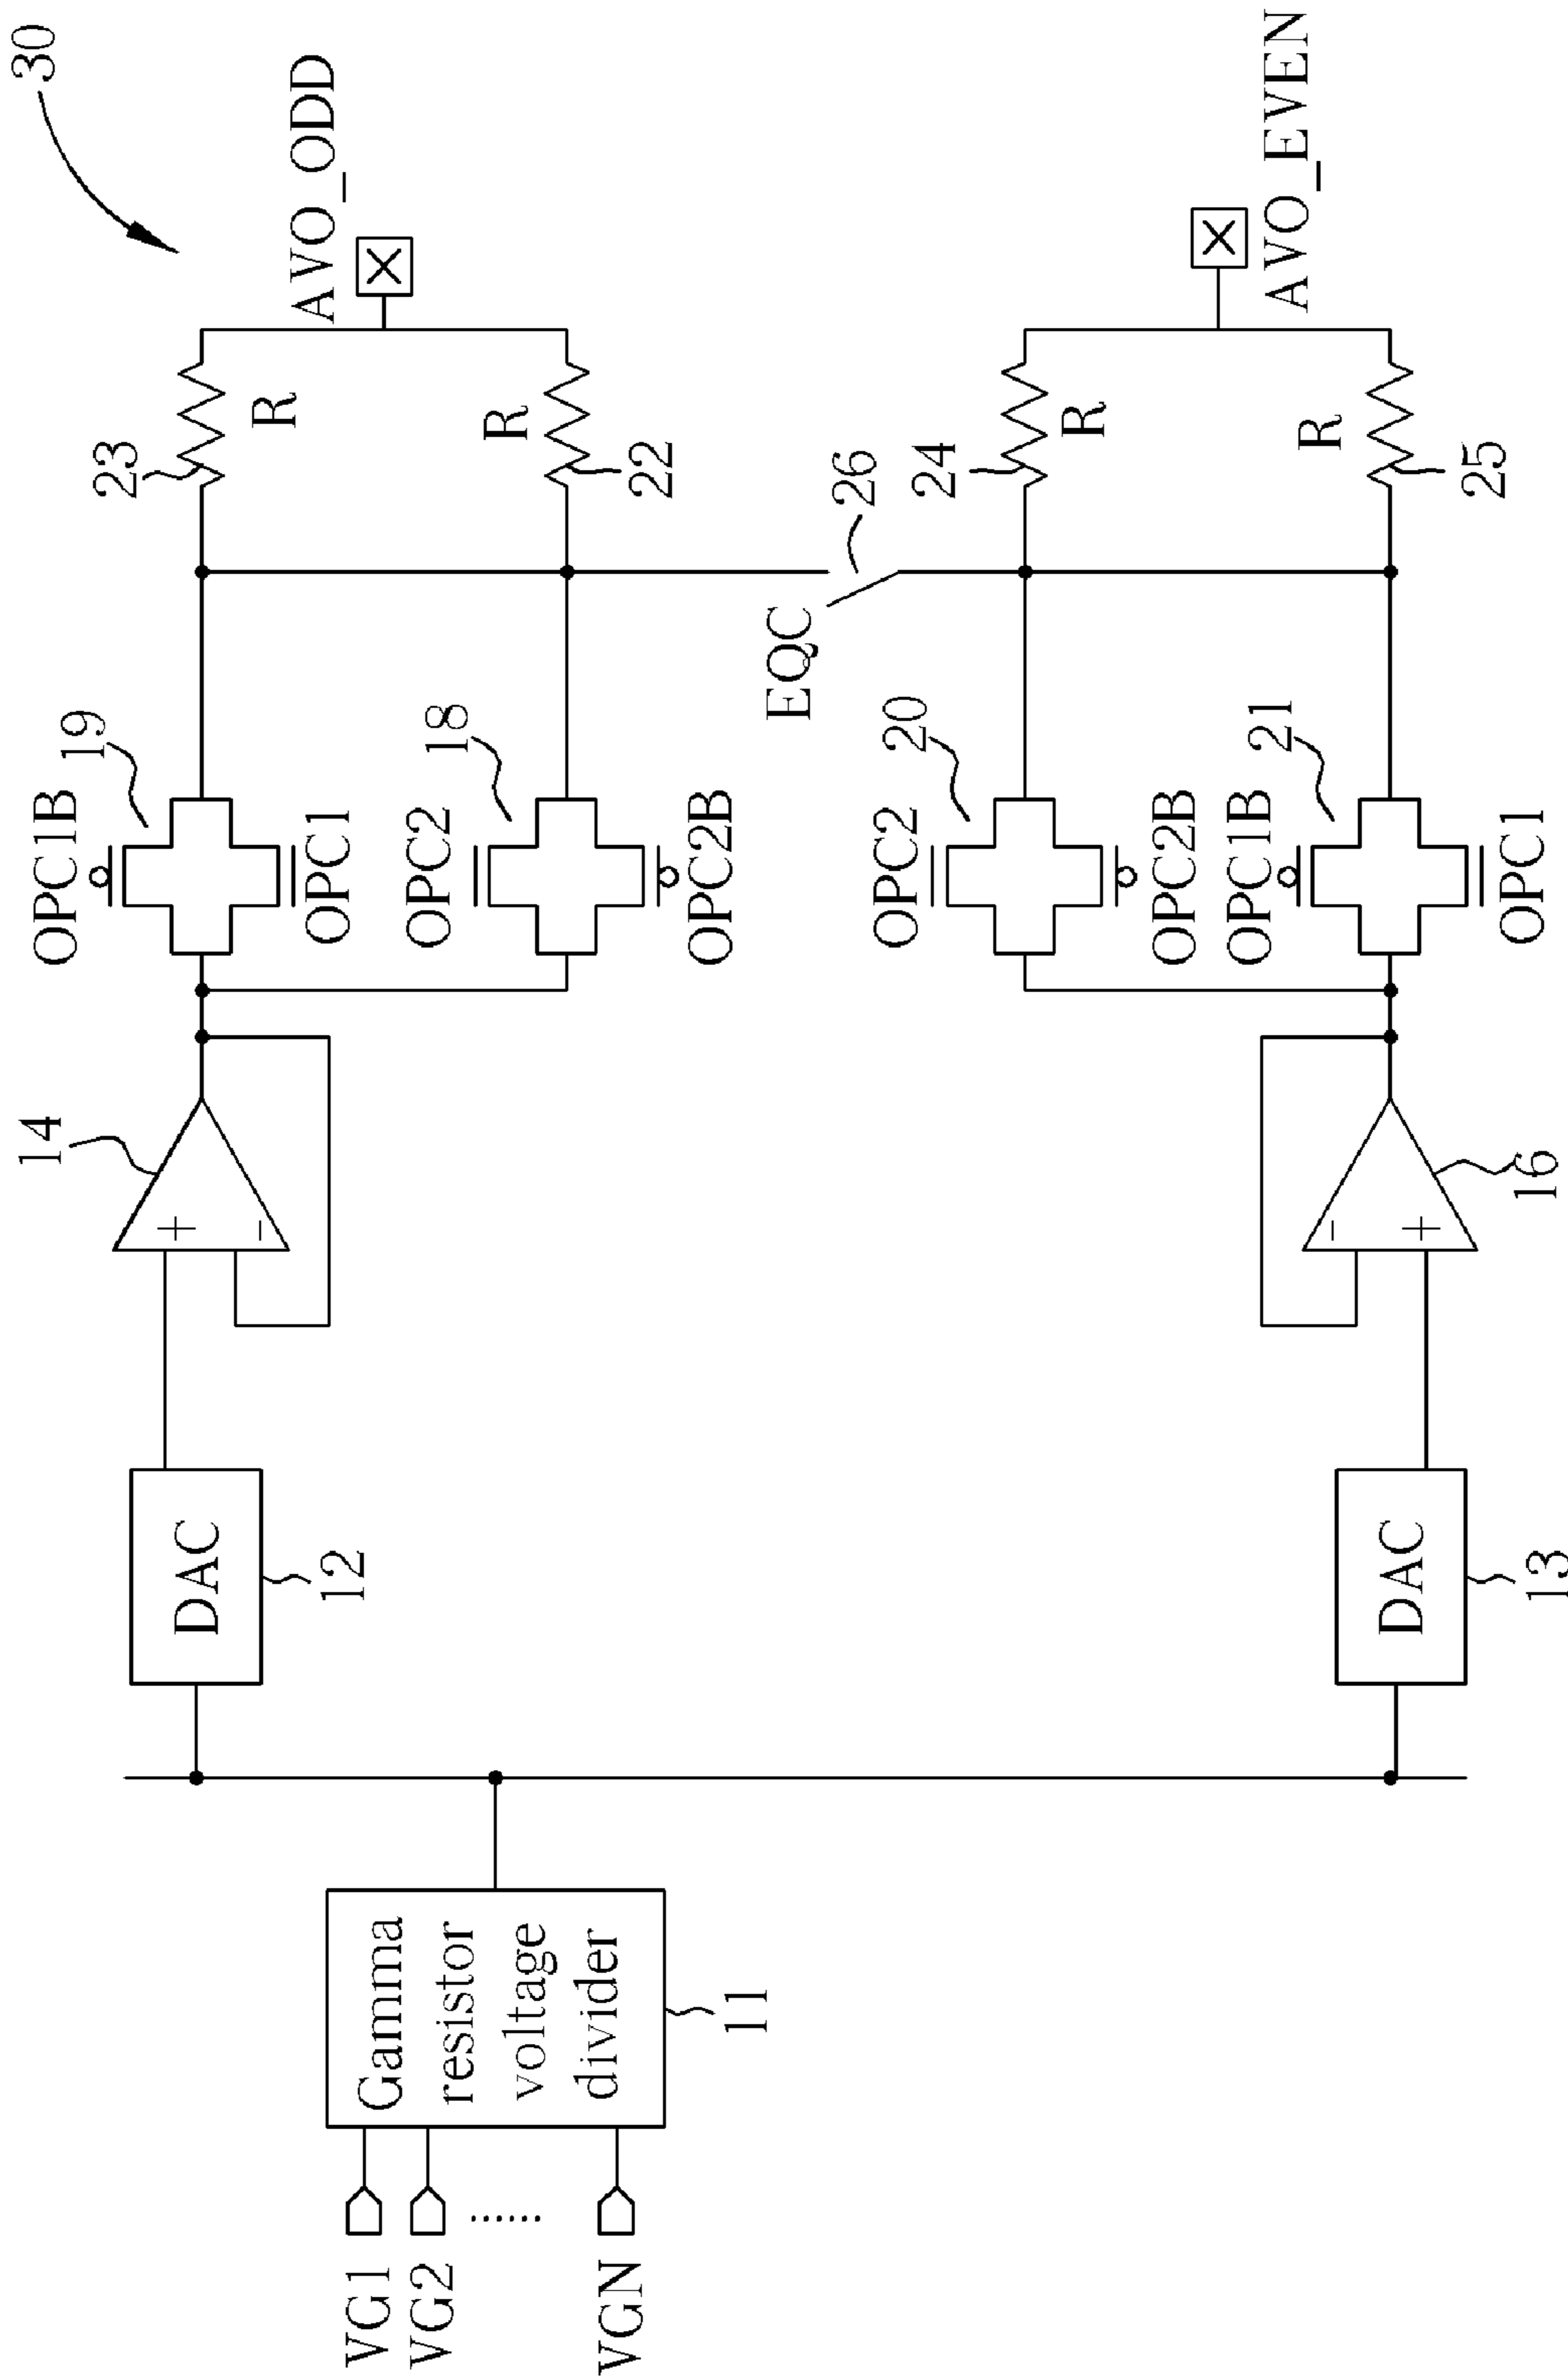 30
VG1
VG2
......
VGN
Gamma
resistor
voltage
divider
11
DAC
12
DAC
13
14
+
-
16
-
+
OPC1B
19
OPC1
OPC2
18
OPC2B
EQC
26
OPC2
20
OPC2B
OPC1B
21
OPC1
23
R
R
22
24
R
R
25
AVO_ODD
AVO_EVEN